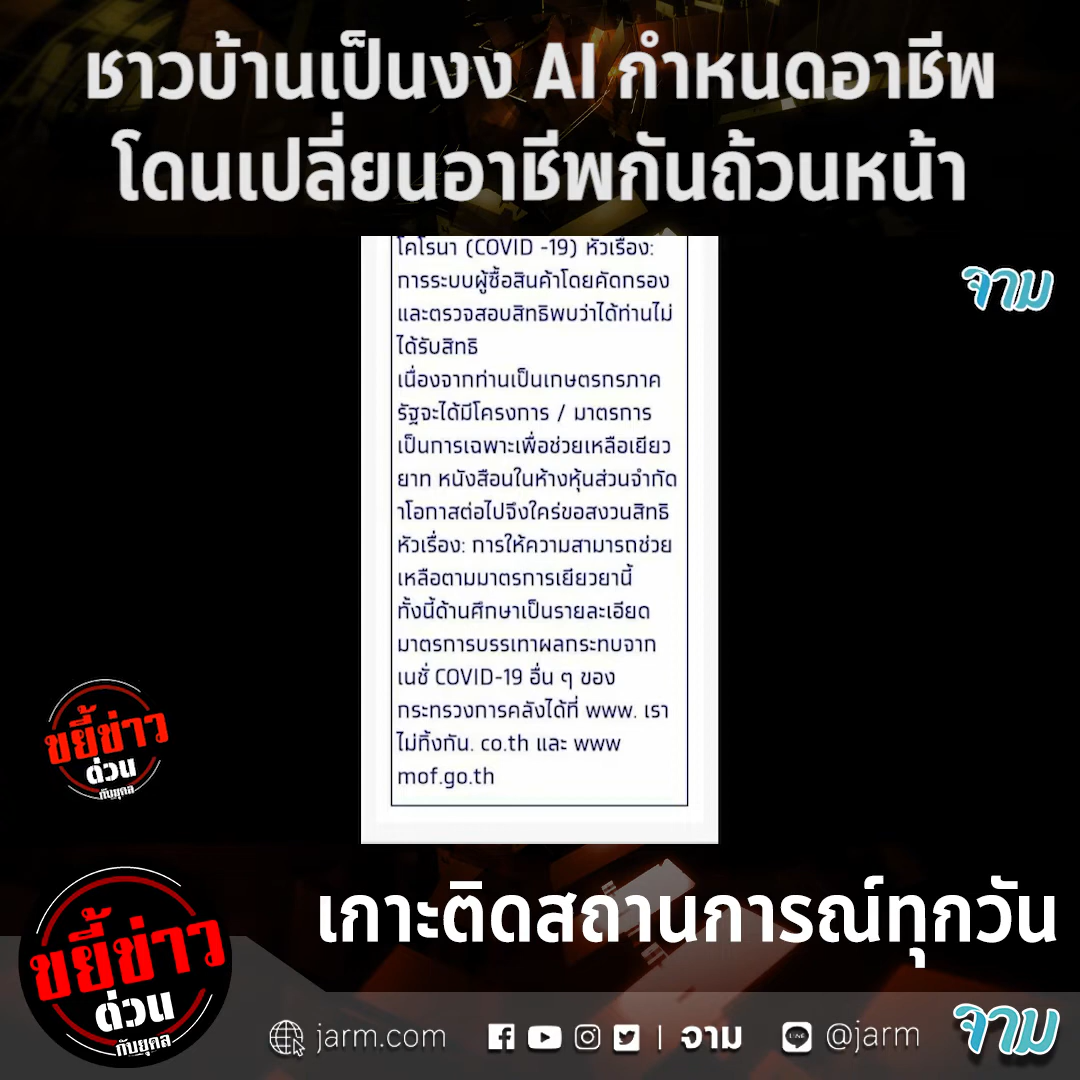 ชาวบ้านเป็นงง AI กำหนดอาชีพ
โดนเปลี่ยนอาชีพกันถ้วนหน้า
โคโรนา (COVID -19) หัวเรื่อง:
การระบบผู้ซื้อสินค้าโดยคัดกรอง
และตรวจสอบสิทธิพบว่าได้ท่านไม่
ได้รับสิทธิ
เนื่องจากท่านเป็นเกษตรกรภาค
รัฐจะได้มีโครงการ / มาตรการ
เป็นการเฉพาะเพื่อช่วยเหลือเยียว
ยาท หนังสือนในห้างหุ้นส่วนจำกัด
าโอกาสต่อไปจึงใคร่ขอสงวนสิทธิ
หัวเรื่อง: การให้ความสามารถช่วย
เหลือตามมาตรการเยียวยานี้
ทั้งนี้ด้านศึกษาเป็นรายละเอียด
มาตรการบรรเทาผลกระทบจาก
เนชั่ COVID-19 อื่น ๆ ของ
กระทรวงการคลังได้ที่ www. เรา
ไม่ทิ้งกัน. co.th และ www
mof.go.th
จาม
ขยี้ข่าว
ด่วน
กับยุคล
เกาะติดสถานการณ์ทุกวัน
ขยี้ข่าว
ด่วน
กับยุคล
jarm.com
| จาม
LINE
@jarm
จาม